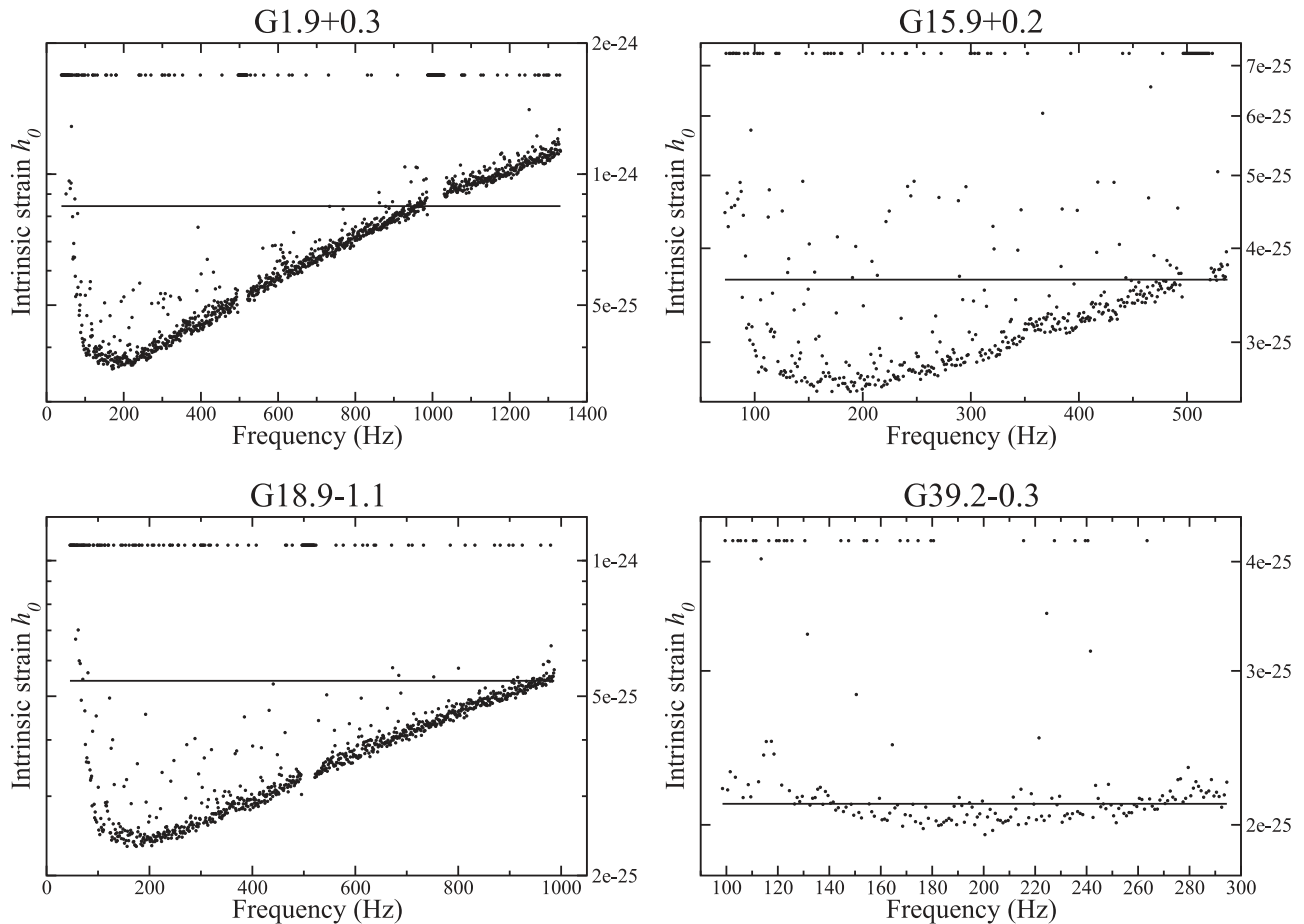 G1.9+0.3
G15.9+0.2
2e-24
1e-24
5e-25
Intrinsic strain h0
0 200 400 600 800 1000 1200 1400
Frequency (Hz)
7e-25
6e-25
5e-25
4e-25
3e-25
Intrinsic strain h0
100 200 300 400 500
Frequency (Hz)
G18.9-1.1
G39.2-0.3
1e-24
5e-25
2e-25
Intrinsic strain h0
0 200 400 600 800 1000
Frequency (Hz)
4e-25
3e-25
2e-25
Intrinsic strain h0
100 120 140 160 180 200 220 240 260 280 300
Frequency (Hz)